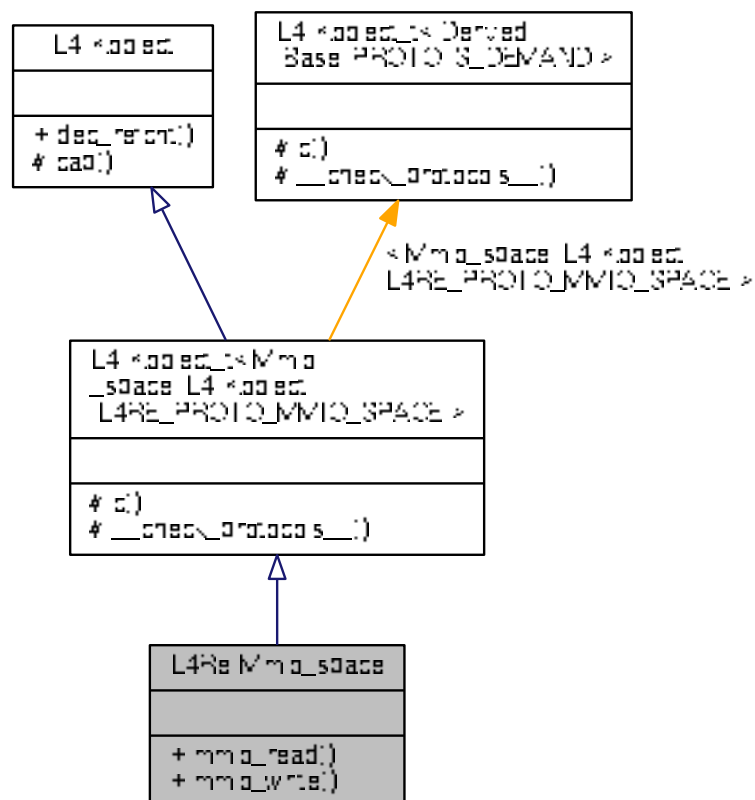 L4 Kobject
+ dec_refcnt()
# cap()
L4 Kobject_t< Derived
Base PROTO S_DEMAND >
# c()
# __check_protocols__()
< Mmio_space L4 Kobject
L4RE_PROTO_MMIO_SPACE >
L4 Kobject_t< Mmio
_space L4 Kobject
L4RE_PROTO_MMIO_SPACE >
# c()
# __check_protocols__()
L4Re Mmio_space
+ mmio_read()
+ mmio_write()